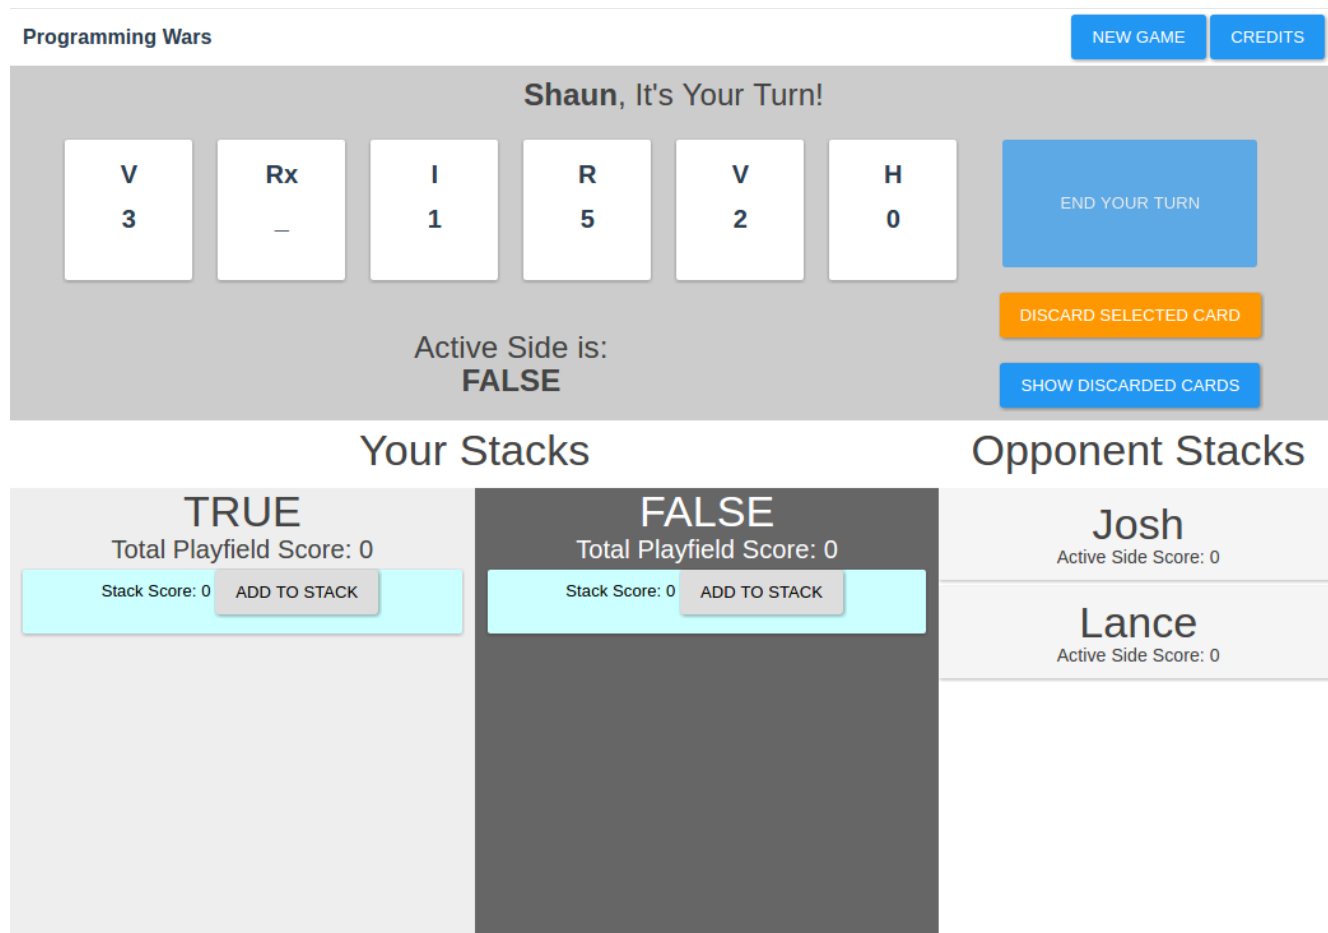 Programming Wars
NEW GAME
CREDITS
Shaun, It's Your Turn!
V
3
Rx
_
I
1
R
5
V
2
H
0
END YOUR TURN
DISCARD SELECTED CARD
SHOW DISCARDED CARDS
Active Side is:
FALSE
Your Stacks
Opponent Stacks
TRUE
Total Playfield Score: 0
Stack Score: 0 ADD TO STACK
FALSE
Total Playfield Score: 0
Stack Score: 0 ADD TO STACK
Josh
Active Side Score: 0
Lance
Active Side Score: 0